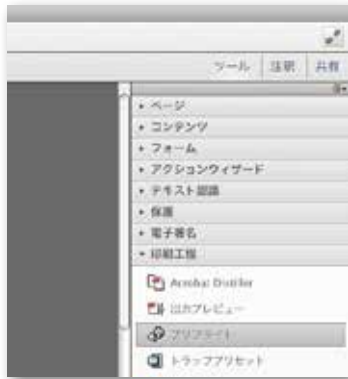 ツール 注釈 共有
ページ
コンテンツ
フォーム
アクションウィザード
テキスト認識
保護
電子署名
印刷工程
Acrobat Distiller
出力プレビュー
プリフライト
トラッププリセット